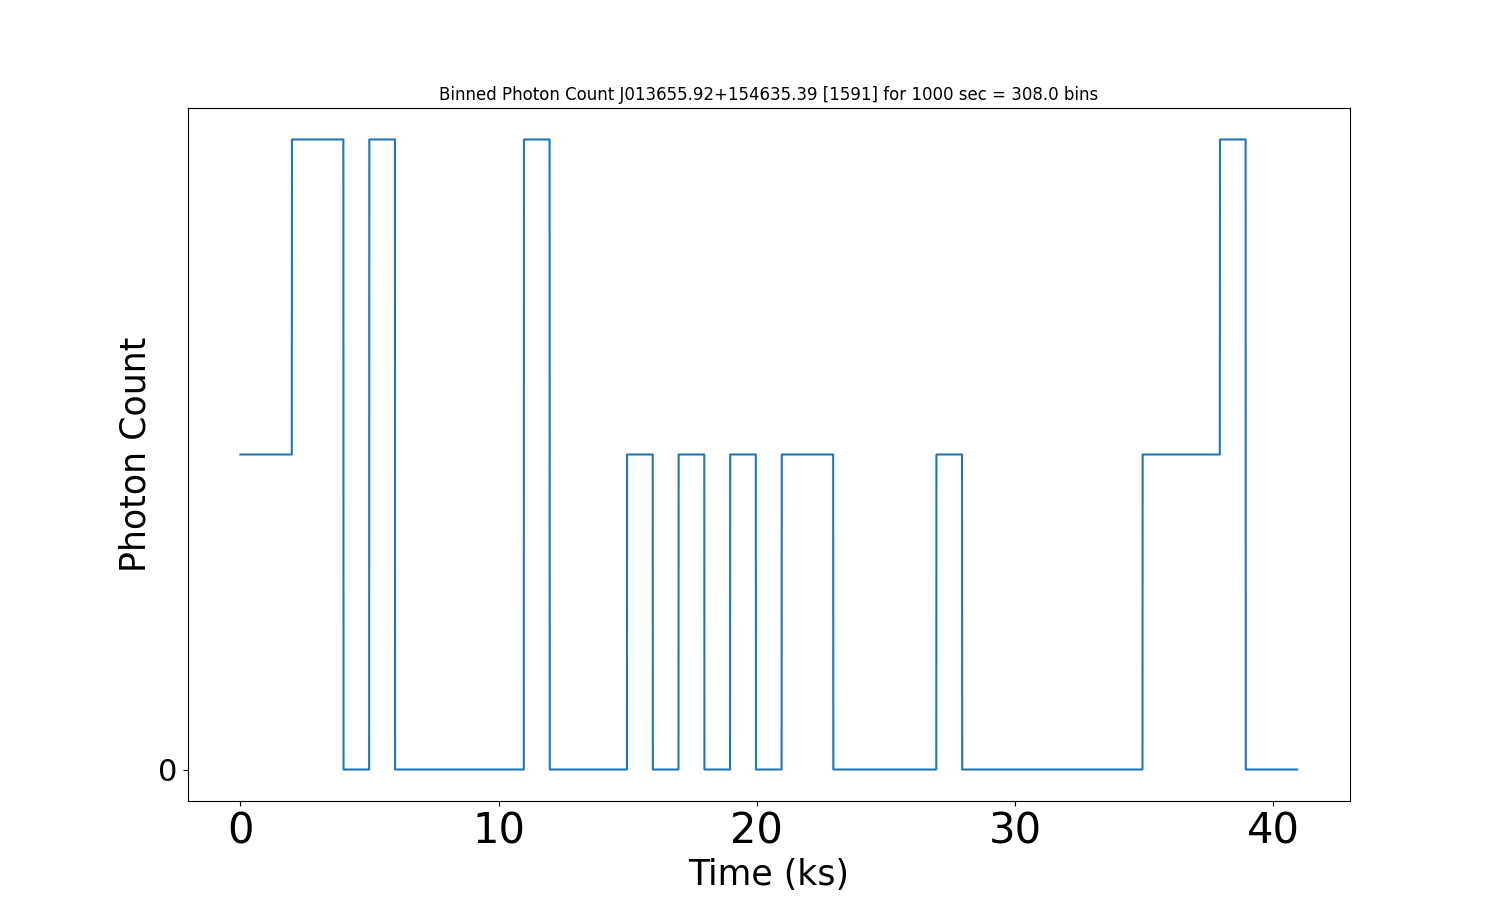 Binned Photon Count J013655.92+154635.39 [1591] for 1000 sec = 308.0 bins
Photon Count
0
0 10 20 30 40
Time (ks)